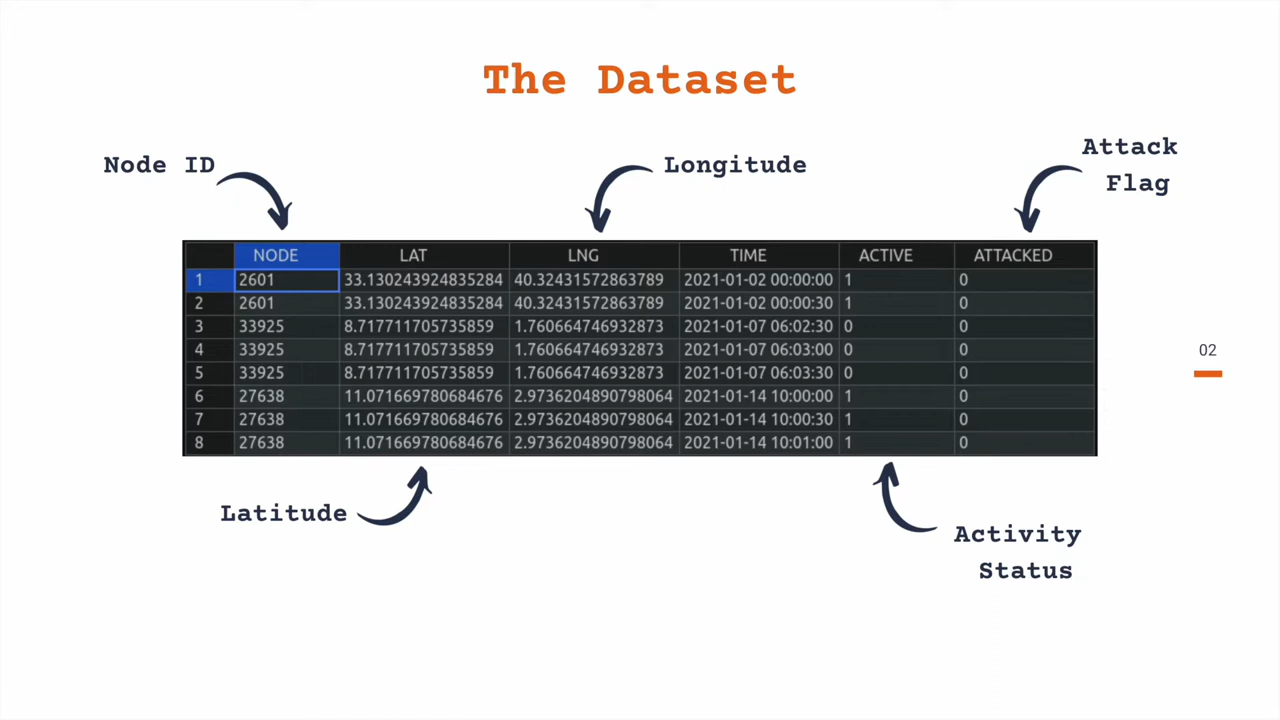 The Dataset
Node ID
Longitude
Attack
Flag
NODE LAT LNG TIME ACTIVE ATTACKED
1 2601 33.130243924835284 40.32431572863789 2021-01-02 00:00:00 1 0
2 2601 33.130243924835284 40.32431572863789 2021-01-02 00:00:30 1 0
3 33925 8.717711705735859 1.760664746932873 2021-01-07 06:02:30 0 0
4 33925 8.717711705735859 1.760664746932873 2021-01-07 06:03:00 0 0
5 33925 8.717711705735859 1.760664746932873 2021-01-07 06:03:30 0 0
6 27638 11.071669780684676 2.9736204890798064 2021-01-14 10:00:00 1 0
7 27638 11.071669780684676 2.9736204890798064 2021-01-14 10:00:30 1 0
8 27638 11.071669780684676 2.9736204890798064 2021-01-14 10:01:00 1 0
02
Latitude
Activity
Status